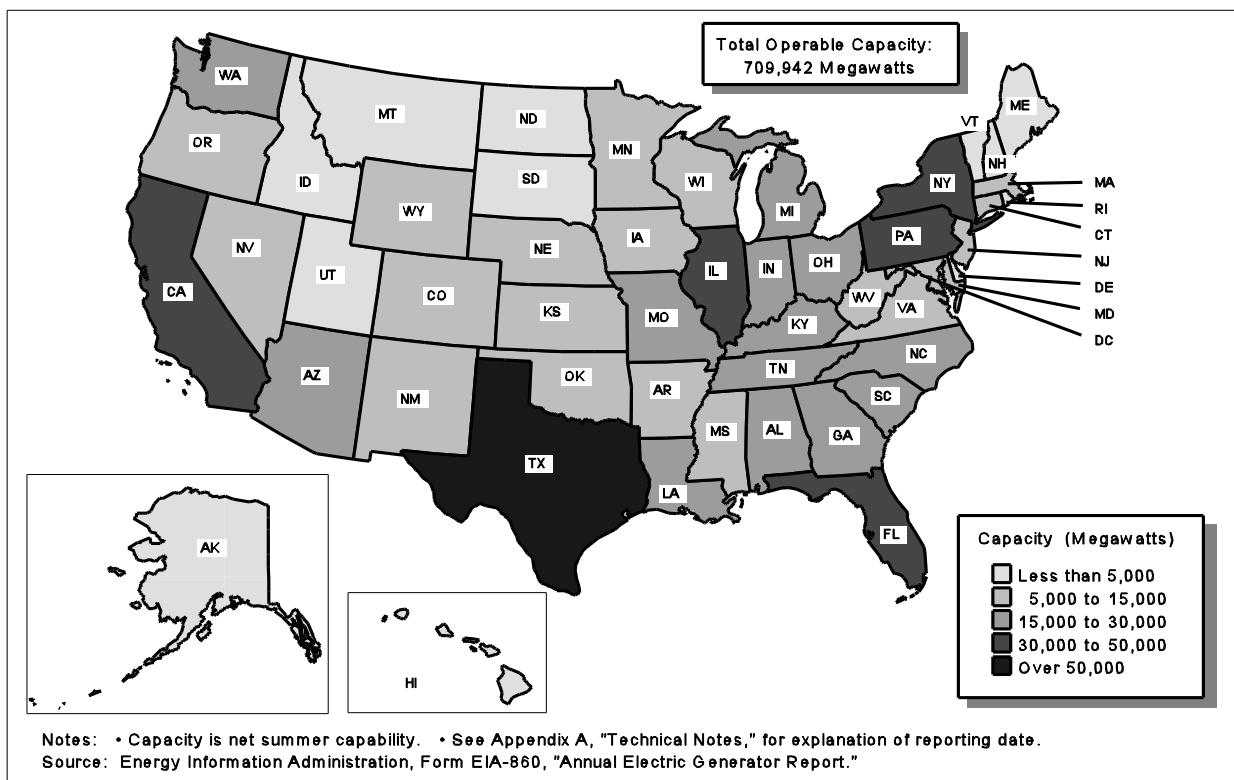 Total Operable Capacity:
709,942 Megawatts
WA
MT
ND
MN
ME
VT
NH
OR
ID
SD
WI
MI
NY
MA
RI
CT
WY
IA
PA
NJ
NV
NE
IL
IN
OH
DE
UT
CO
WV
VA
MD
CA
KS
MO
KY
DC
NC
AZ
NM
OK
AR
TN
SC
MS
AL
GA
TX
LA
FL
AK
HI
Capacity (Megawatts)
Less than 5,000
5,000 to 15,000
15,000 to 30,000
30,000 to 50,000
Over 50,000
Notes: • Capacity is net summer capability. • See Appendix A, "Technical Notes," for explanation of reporting date.
Source: Energy Information Administration, Form EIA-860, "Annual Electric Generator Report."